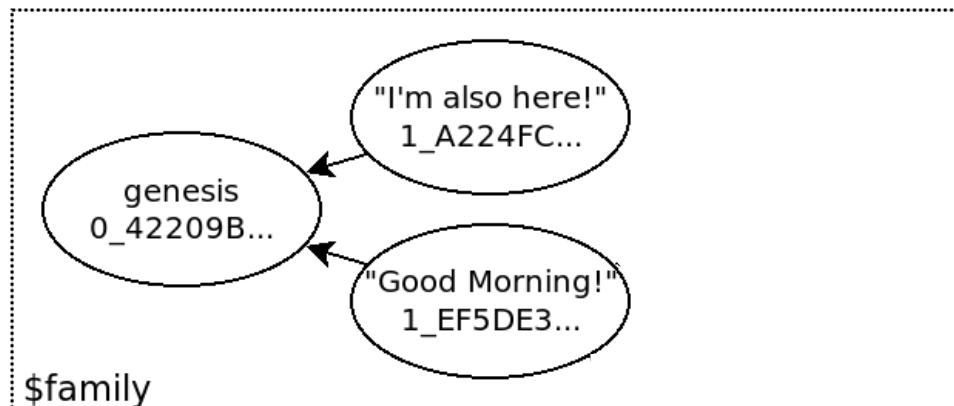 "I'm also here!"
1_A224FC...
genesis
0_42209B...
"Good Morning!"
1_EF5DE3...
$family